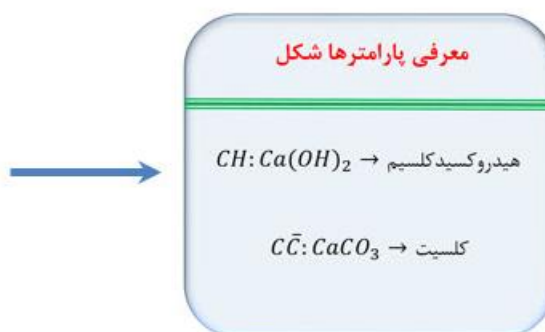 معرفی پارامترها شکل
CH: Ca(OH)₂ → هیدروکسیدکلسیم
CC̄: CaCO₃ → کلسیت